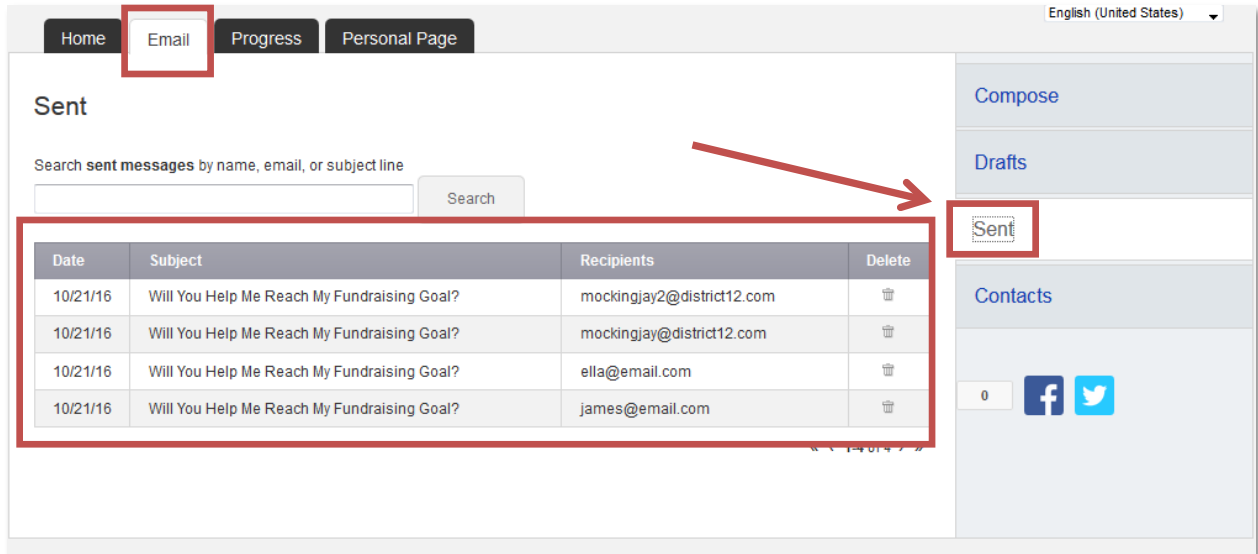 English (United States)
Home Email Progress Personal Page
Sent
Search sent messages by name, email, or subject line
Search
Date Subject Recipients Delete
10/21/16 Will You Help Me Reach My Fundraising Goal? mockingjay2@district12.com
10/21/16 Will You Help Me Reach My Fundraising Goal? mockingjay@district12.com
10/21/16 Will You Help Me Reach My Fundraising Goal? ella@email.com
10/21/16 Will You Help Me Reach My Fundraising Goal? james@email.com
« ‹ 1-4 of 4 › »
Compose
Drafts
Sent
Contacts
0